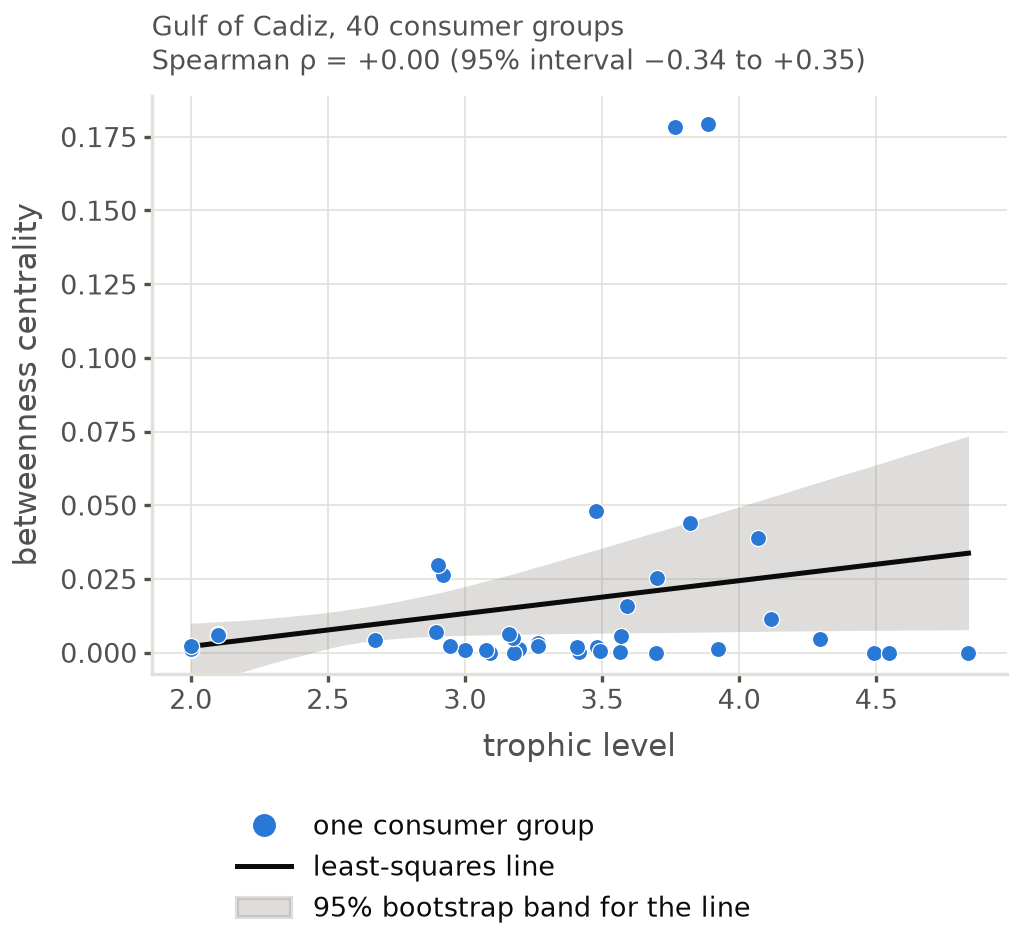 Gulf of Cadiz, 40 consumer groups
Spearman ρ = +0.00 (95% interval −0.34 to +0.35)
betweenness centrality
0.175
0.150
0.125
0.100
0.075
0.050
0.025
0.000
2.0 2.5 3.0 3.5 4.0 4.5
trophic level
one consumer group
least-squares line
95% bootstrap band for the line